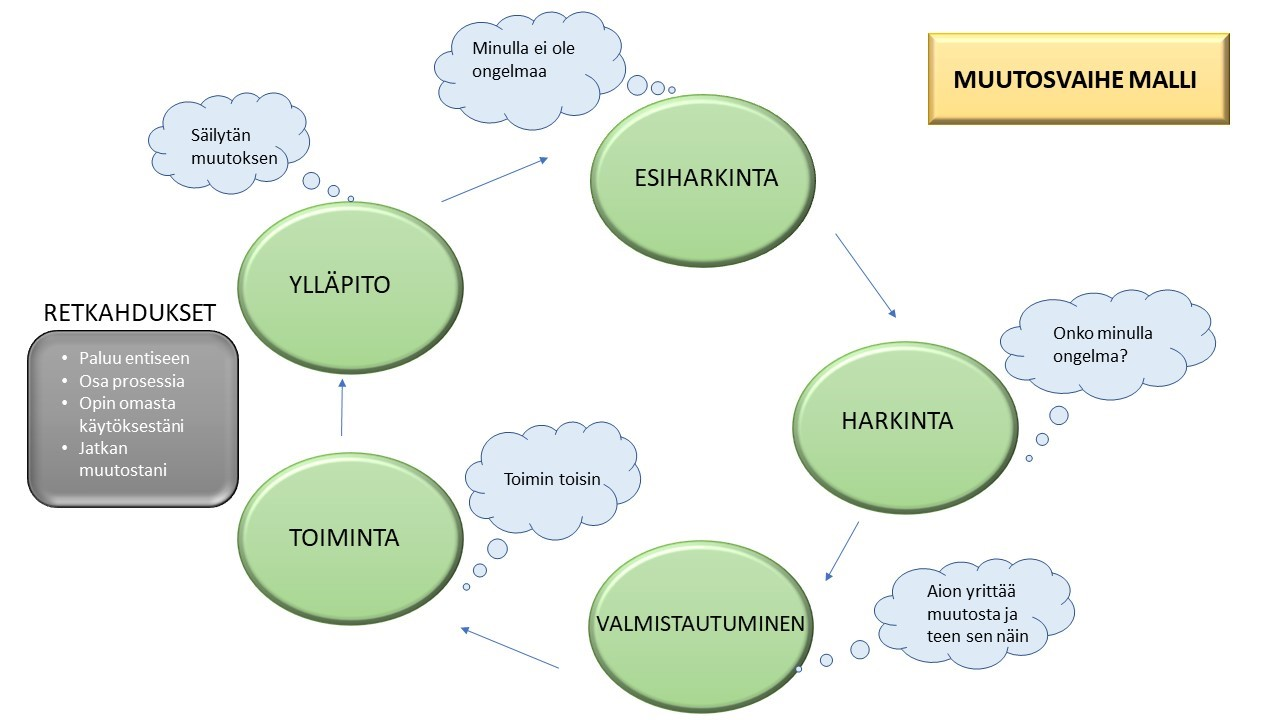 MUUTOSVAIHE MALLI
Minulla ei ole
ongelmaa
ESIHARKINTA
Onko minulla
ongelma?
HARKINTA
Aion yrittää
muutosta ja
teen sen näin
VALMISTAUTUMINEN
Toimin toisin
TOIMINTA
Säilytän
muutoksen
YLLÄPITO
RETKAHDUKSET
• Paluu entiseen
• Osa prosessia
• Opin omasta
käytöksestäni
• Jatkan
muutostani